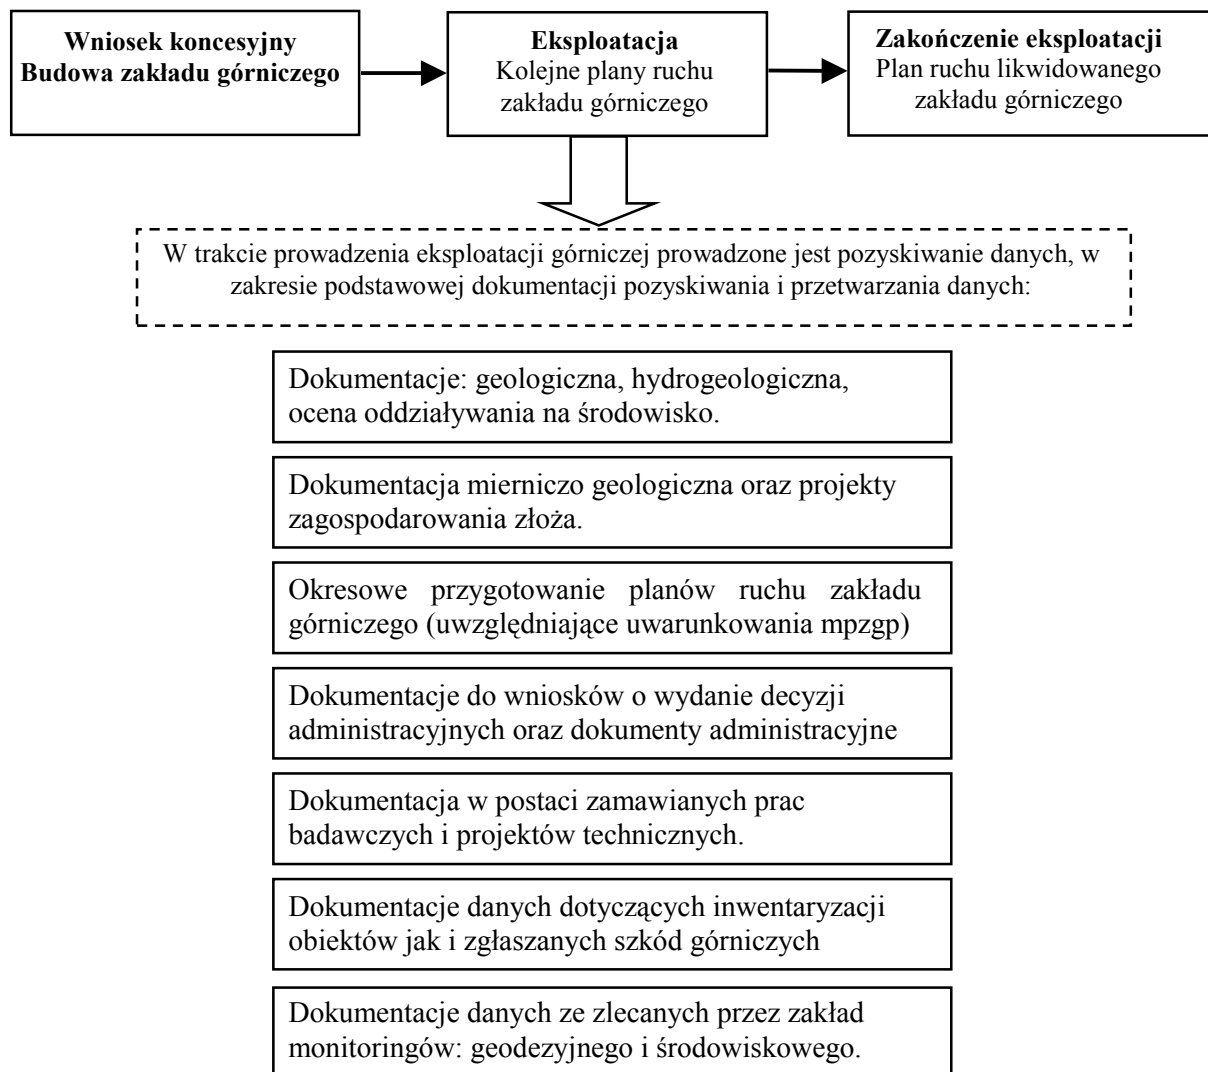 Wniosek koncesyjny
Budowa zakładu górniczego
Eksploatacja
Kolejne plany ruchu
zakładu górniczego
Zakończenie eksploatacji
Plan ruchu likwidowanego
zakładu górniczego
W trakcie prowadzenia eksploatacji górniczej prowadzone jest pozyskiwanie danych, w
zakresie podstawowej dokumentacji pozyskiwania i przetwarzania danych:
Dokumentacje: geologiczna, hydrogeologiczna,
ocena oddziaływania na środowisko.
Dokumentacja mierniczo geologiczna oraz projekty
zagospodarowania złoża.
Okresowe przygotowanie planów ruchu zakładu
górniczego (uwzględniające uwarunkowania mpzgp)
Dokumentacje do wniosków o wydanie decyzji
administracyjnych oraz dokumenty administracyjne
Dokumentacja w postaci zamawianych prac
badawczych i projektów technicznych.
Dokumentacje danych dotyczących inwentaryzacji
obiektów jak i zgłaszanych szkód górniczych
Dokumentacje danych ze zlecanych przez zakład
monitoringów: geodezyjnego i środowiskowego.